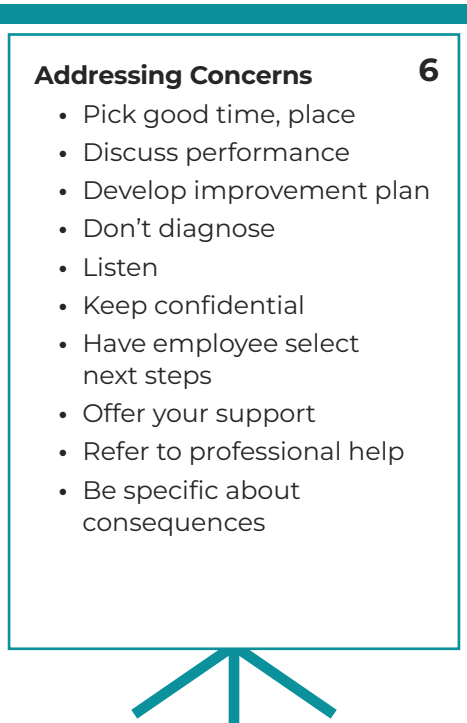 Addressing Concerns 6
• Pick good time, place
• Discuss performance
• Develop improvement plan
• Don’t diagnose
• Listen
• Keep confidential
• Have employee select
next steps
• Offer your support
• Refer to professional help
• Be specific about
consequences